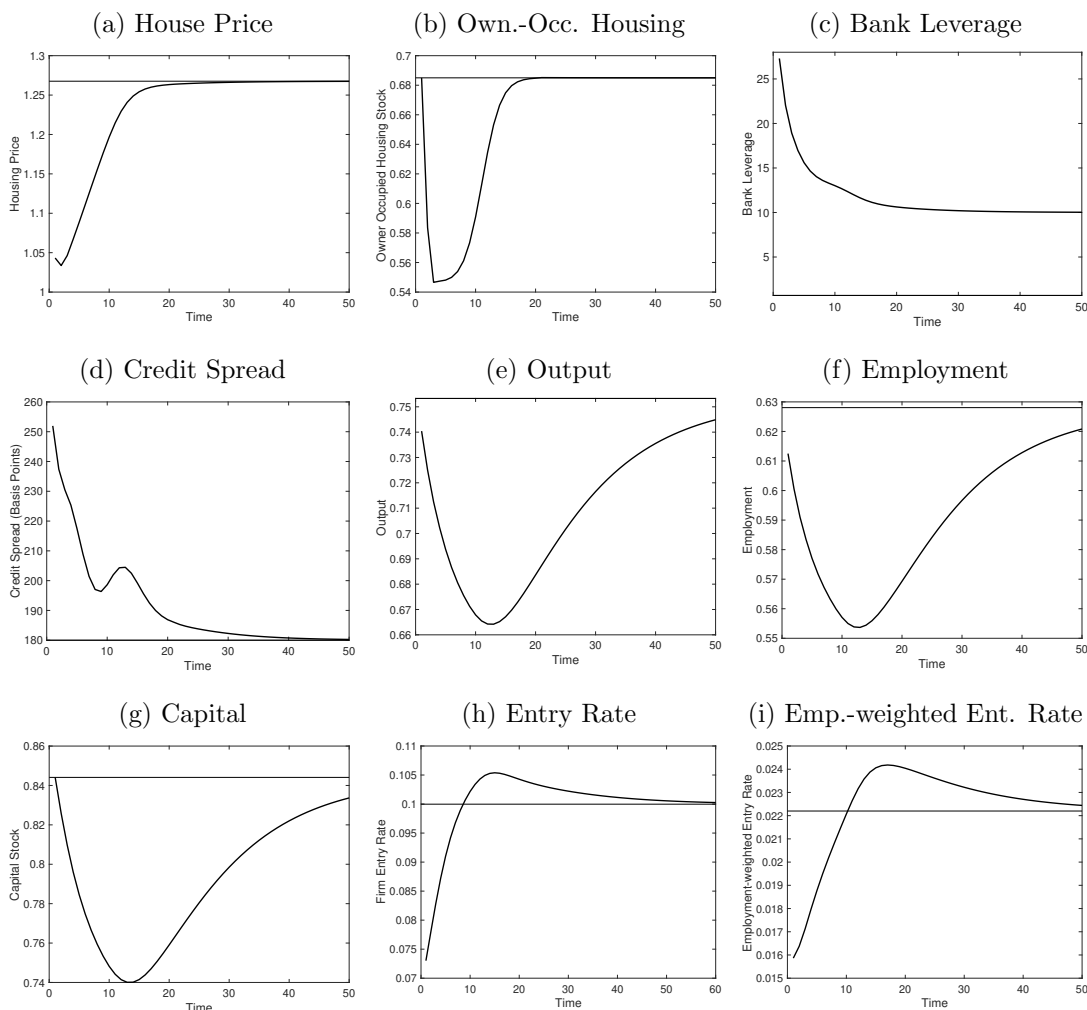 (a) House Price
1.3
1.25
1.2
1.15
1.1
1.05
1
Housing Price
0 10 20 30 40 50
Time
(b) Own.-Occ. Housing
0.7
0.68
0.66
0.64
0.62
0.6
0.58
0.56
0.54
Owner Occupied Housing Stock
0 10 20 30 40 50
Time
(c) Bank Leverage
25
20
15
10
5
Bank Leverage
0 10 20 30 40 50
Time
(d) Credit Spread
260
250
240
230
220
210
200
190
180
Credit Spread (Basis Points)
0 10 20 30 40 50
Time
(e) Output
0.75
0.74
0.73
0.72
0.71
0.7
0.69
0.68
0.67
0.66
Output
0 10 20 30 40 50
Time
(f) Employment
0.63
0.62
0.61
0.6
0.59
0.58
0.57
0.56
0.55
Employment
0 10 20 30 40 50
Time
(g) Capital
0.86
0.84
0.82
0.8
0.78
0.76
0.74
Capital Stock
0 10 20 30 40 50
Time
(h) Entry Rate
0.11
0.105
0.1
0.095
0.09
0.085
0.08
0.075
0.07
Firm Entry Rate
0 10 20 30 40 50 60
Time
(i) Emp.-weighted Ent. Rate
0.025
0.024
0.023
0.022
0.021
0.02
0.019
0.018
0.017
0.016
0.015
Employment-weighted Entry Rate
0 10 20 30 40 50
Time